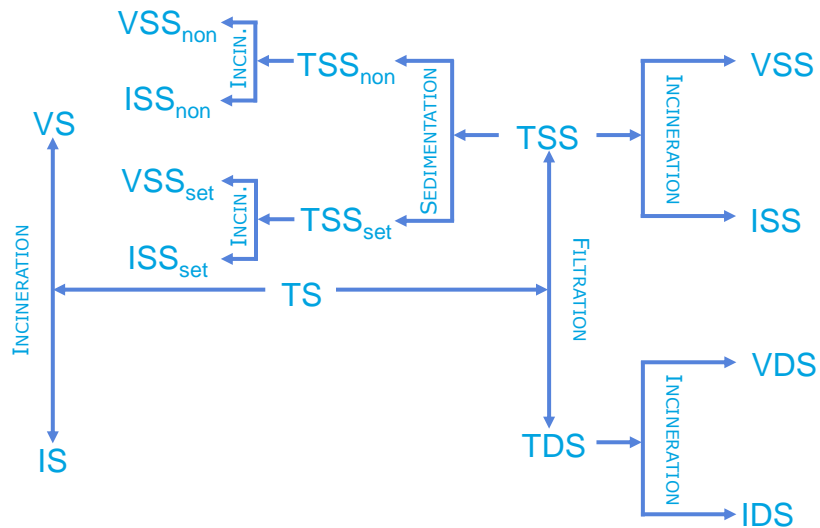 VSSnon
INCIN.
TSSnon
ISSnon
VS
VSSset
INCIN.
TSSset
ISSset
SEDIMENTATION
TSS
INCINERATION
VSS
ISS
INCINERATION
TS
FILTRATION
IS
TDS
INCINERATION
VDS
IDS